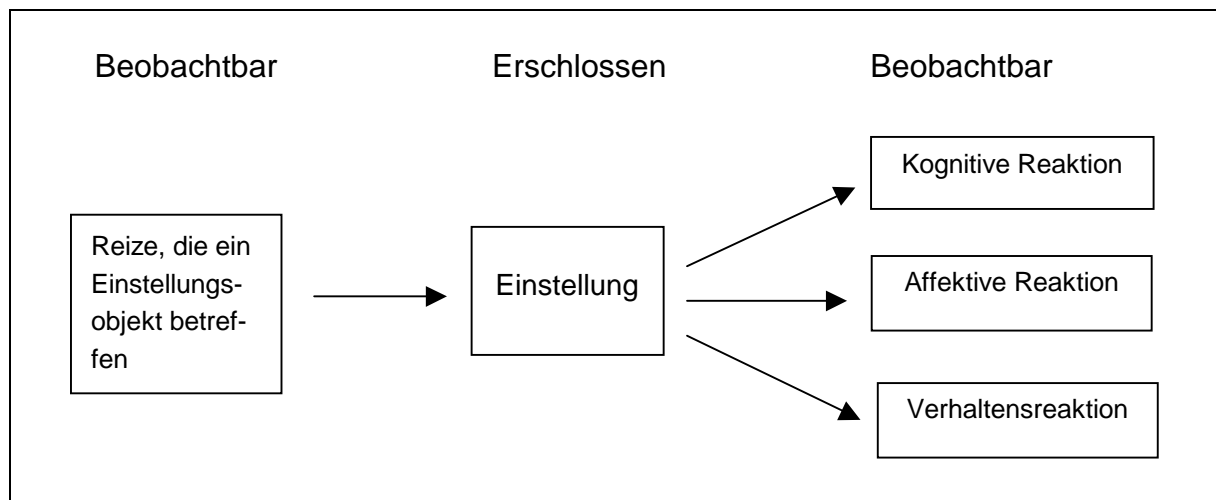 Beobachtbar
Erschlossen
Beobachtbar
Reize, die ein
Einstellungs-
objekt betref-
fen
Einstellung
Kognitive Reaktion
Affektive Reaktion
Verhaltensreaktion